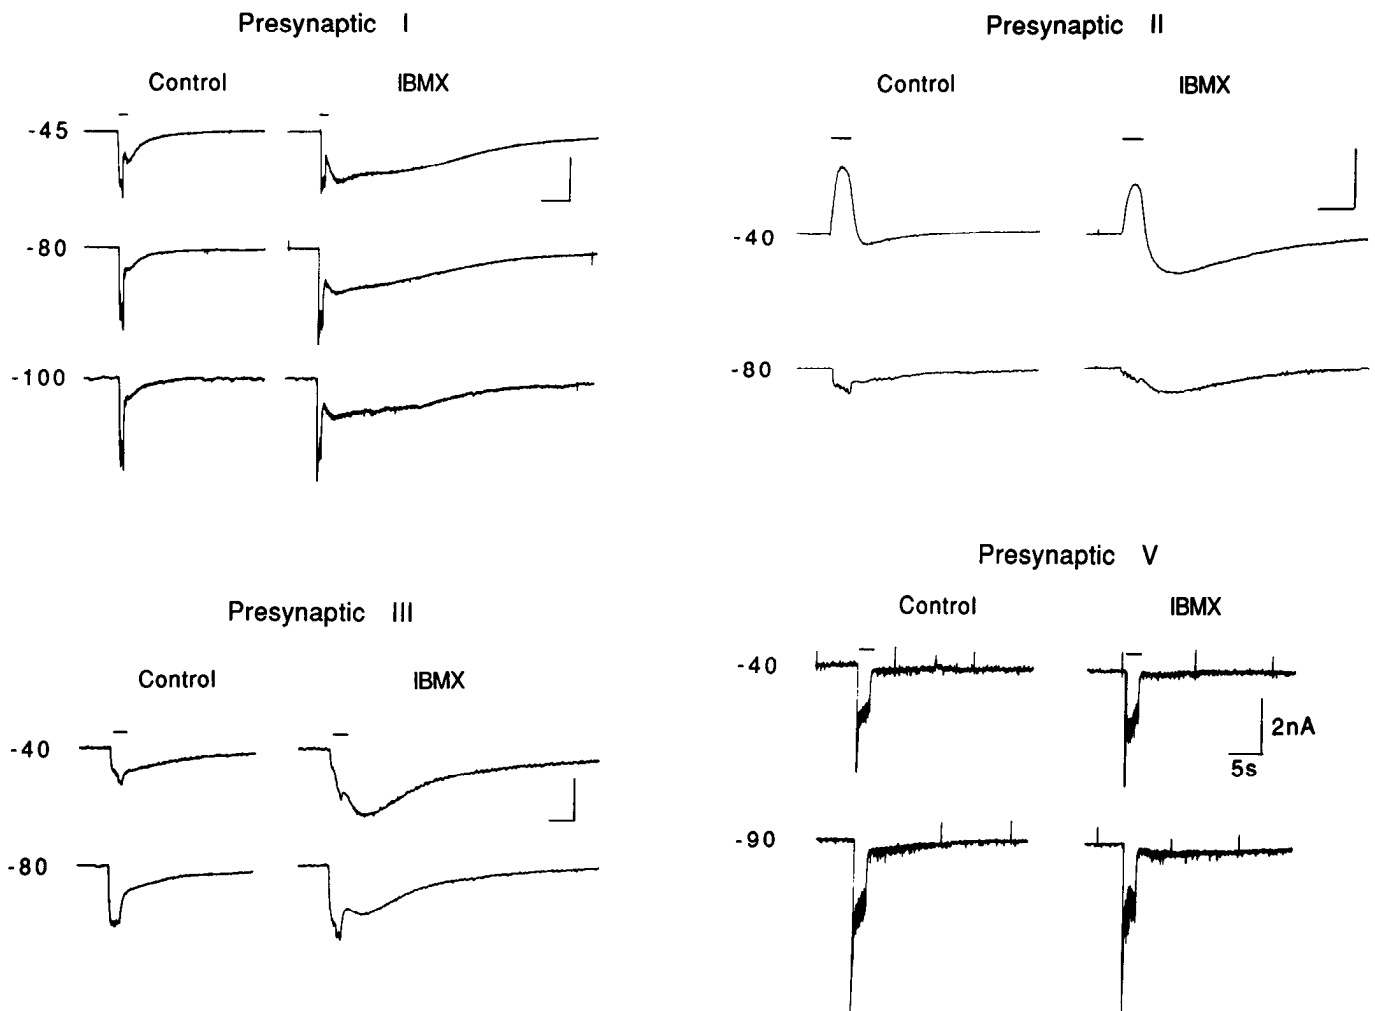 Presynaptic I
Control IBMX
-45
-80
-100
Presynaptic II
Control IBMX
-40
-80
Presynaptic III
Control IBMX
-40
-80
Presynaptic V
Control IBMX
-40
2nA
5s
-90